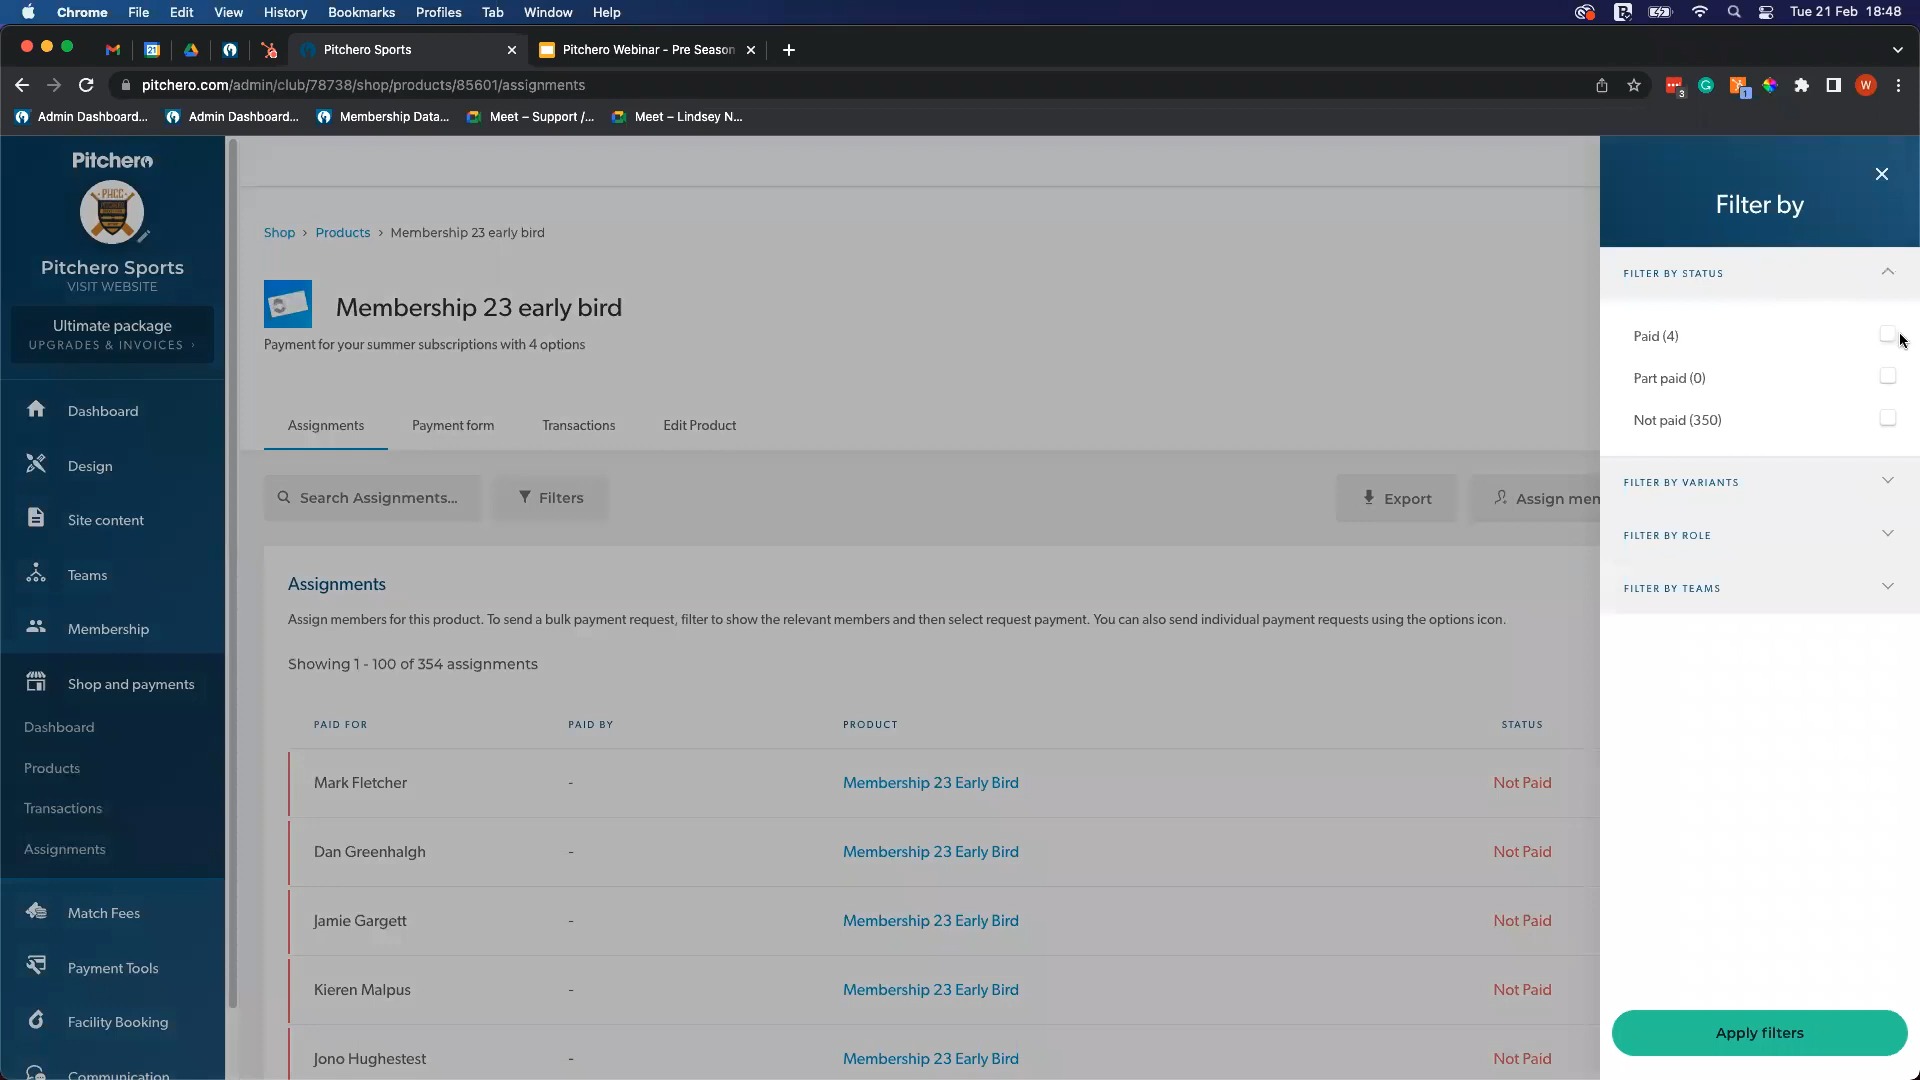 Chrome File Edit View History Bookmarks Profiles Tab Window Help
Tue 21 Feb 18:48
Pitchero Sports
Pitchero Webinar - Pre Season
pitchero.com/admin/club/78738/shop/products/85601/assignments
3
1
W
Admin Dashboard...
Admin Dashboard...
Membership Data...
Meet – Support /...
Meet – Lindsey N...
Pitchero
PHCC
Pitchero Sports
VISIT WEBSITE
Ultimate package
UPGRADES & INVOICES ›
Dashboard
Design
Site content
Teams
Membership
Shop and payments
Dashboard
Products
Transactions
Assignments
Match Fees
Payment Tools
Facility Booking
Communication
Shop › Products › Membership 23 early bird
Membership 23 early bird
Payment for your summer subscriptions with 4 options
Assignments Payment form Transactions Edit Product
Search Assignments...
Filters
Export
Assign men
Assignments
Assign members for this product. To send a bulk payment request, filter to show the relevant members and then select request payment. You can also send individual payment requests using the options icon.
Showing 1 - 100 of 354 assignments
PAID FOR PAID BY PRODUCT STATUS
Mark Fletcher - Membership 23 Early Bird Not Paid
Dan Greenhalgh - Membership 23 Early Bird Not Paid
Jamie Gargett - Membership 23 Early Bird Not Paid
Kieren Malpus - Membership 23 Early Bird Not Paid
Jono Hughestest - Membership 23 Early Bird Not Paid
Filter by
FILTER BY STATUS
Paid (4)
Part paid (0)
Not paid (350)
FILTER BY VARIANTS
FILTER BY ROLE
FILTER BY TEAMS
Apply filters